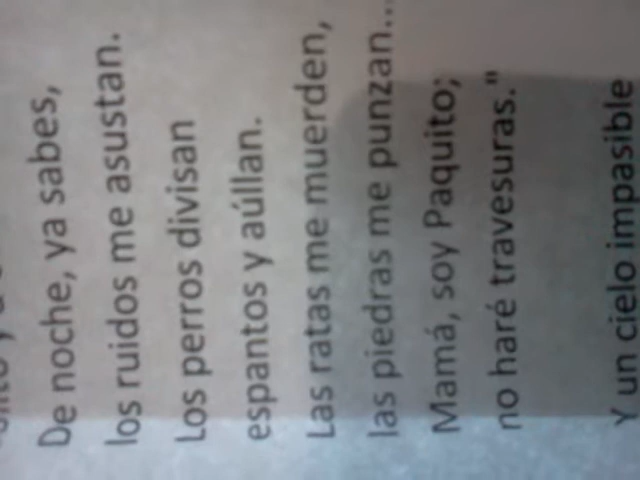 De noche, ya sabes,
los ruidos me asustan.
Los perros divisan
espantos y aúllan.
Las ratas me muerden,
las piedras me punzan...
Mamá, soy Paquito;
no haré travesuras."
Y un cielo impasible